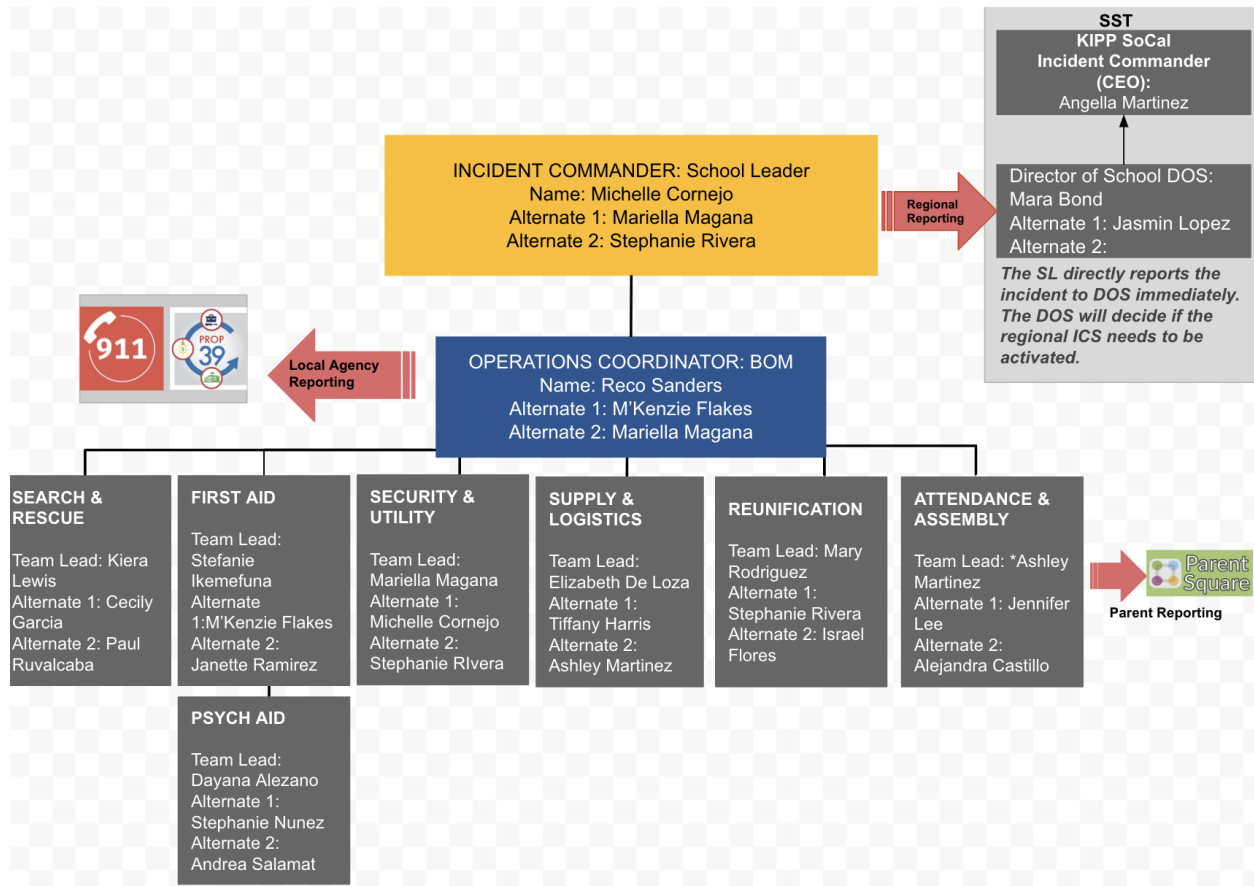 SST
KIPP SoCal
Incident Commander
(CEO):
Angella Martinez
INCIDENT COMMANDER: School Leader
Name: Michelle Cornejo
Alternate 1: Mariella Magana
Alternate 2: Stephanie Rivera
Regional
Reporting
Director of School DOS:
Mara Bond
Alternate 1: Jasmin Lopez
Alternate 2:
The SL directly reports the
incident to DOS immediately.
The DOS will decide if the
regional ICS needs to be
activated.
911
PROP
39
Local Agency
Reporting
OPERATIONS COORDINATOR: BOM
Name: Reco Sanders
Alternate 1: M'Kenzie Flakes
Alternate 2: Mariella Magana
SEARCH &
RESCUE
Team Lead: Kiera
Lewis
Alternate 1: Cecily
Garcia
Alternate 2: Paul
Ruvalcaba
FIRST AID
Team Lead:
Stefanie
Ikemefuna
Alternate
1:M'Kenzie Flakes
Alternate 2:
Janette Ramirez
SECURITY &
UTILITY
Team Lead:
Mariella Magana
Alternate 1:
Michelle Cornejo
Alternate 2:
Stephanie RIvera
SUPPLY &
LOGISTICS
Team Lead:
Elizabeth De Loza
Alternate 1:
Tiffany Harris
Alternate 2:
Ashley Martinez
REUNIFICATION
Team Lead: Mary
Rodriguez
Alternate 1:
Stephanie Rivera
Alternate 2: Israel
Flores
ATTENDANCE &
ASSEMBLY
Team Lead: *Ashley
Martinez
Alternate 1: Jennifer
Lee
Alternate 2:
Alejandra Castillo
Parent
Square
Parent Reporting
PSYCH AID
Team Lead:
Dayana Alezano
Alternate 1:
Stephanie Nunez
Alternate 2:
Andrea Salamat